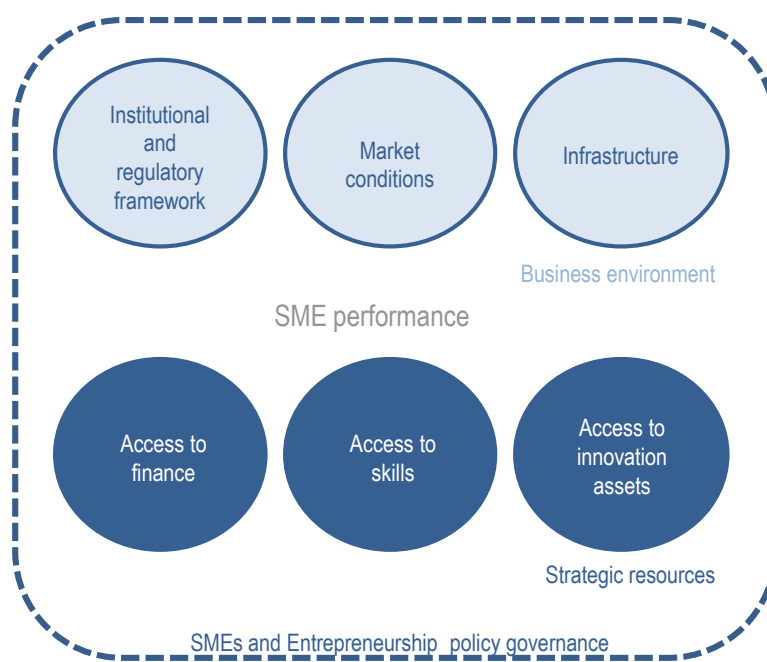 Institutional
and
regulatory
framework
Market
conditions
Infrastructure
Business environment
SME performance
Access to
finance
Access to
skills
Access to
innovation
assets
Strategic resources
SMEs and Entrepreneurship policy governance